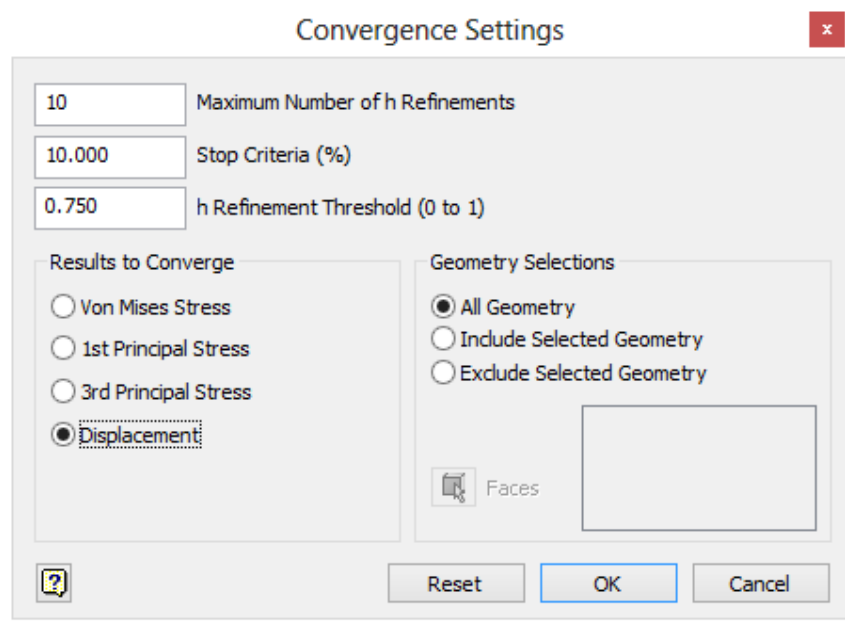 Convergence Settings
x
10 Maximum Number of h Refinements
10.000 Stop Criteria (%)
0.750 h Refinement Threshold (0 to 1)
Results to Converge
Von Mises Stress
1st Principal Stress
3rd Principal Stress
Displacement
Geometry Selections
All Geometry
Include Selected Geometry
Exclude Selected Geometry
Faces
?
Reset
OK
Cancel